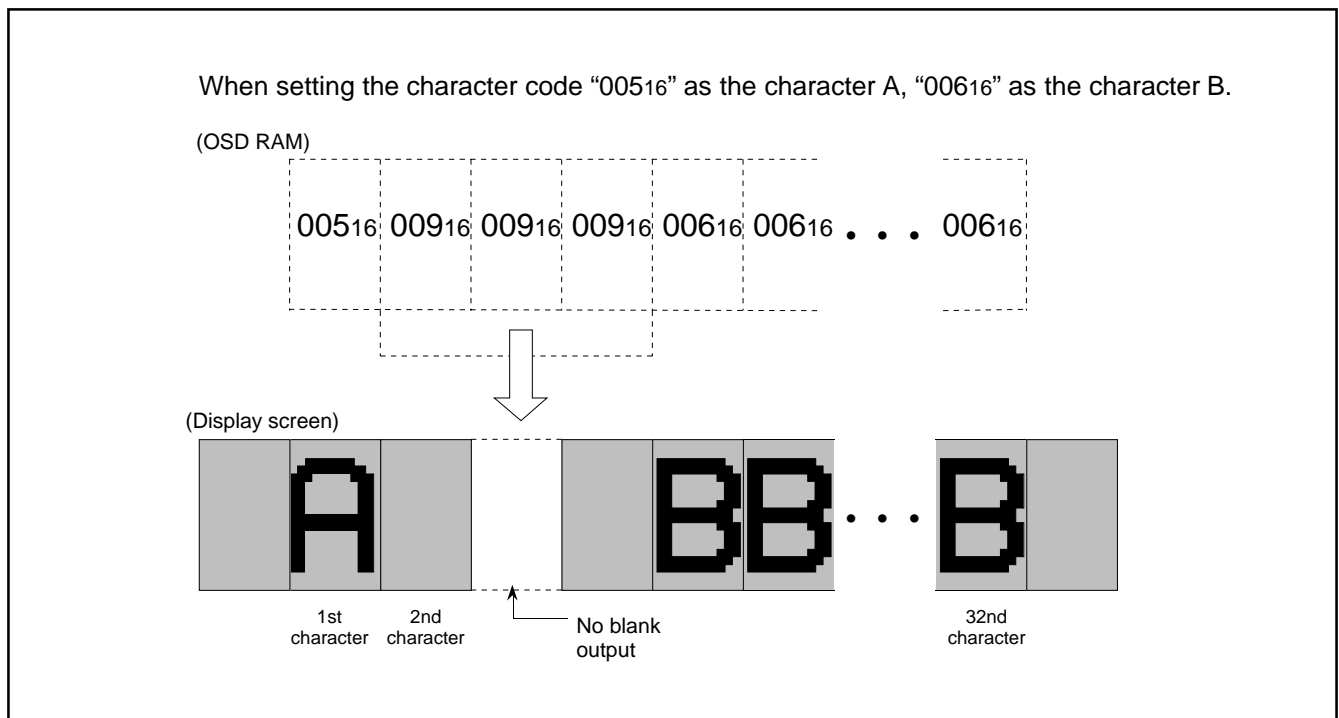 When setting the character code “00516” as the character A, “00616” as the character B.
(OSD RAM)
00516 00916 00916 00916 00616 00616 • • • 00616
(Display screen)
A BB • • • B
1st character 2nd character 32nd character
No blank
output